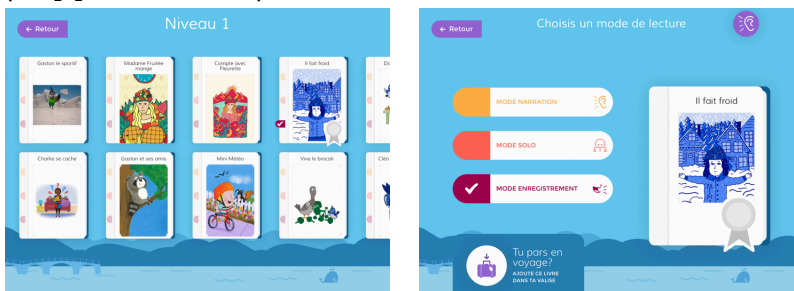 ← Retour
Niveau 1
Gaston le sportif
Madame Fruitée
mange
Compte avec
Fleurette
Il fait froid
Charlie se cache
Gaston et ses amis
Mini Météo
Vive le brocoli
← Retour
Choisis un mode de lecture
MODE NARRATION
MODE SOLO
MODE ENREGISTREMENT
Il fait froid
Tu pars en
voyage?
AJOUTE CE LIVRE
DANS TA VALISE